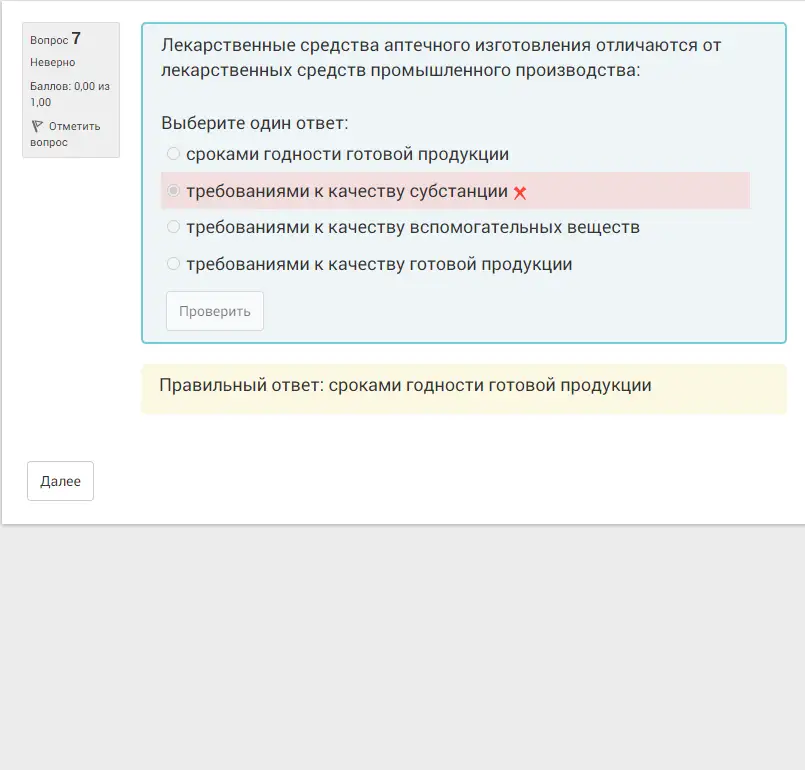 Вопрос 7
Неверно
Баллов: 0,00 из
1,00
Отметить
вопрос
Лекарственные средства аптечного изготовления отличаются от
лекарственных средств промышленного производства:
Выберите один ответ:
сроками годности готовой продукции
требованиями к качеству субстанции
требованиями к качеству вспомогательных веществ
требованиями к качеству готовой продукции
Проверить
Правильный ответ: сроками годности готовой продукции
Далее